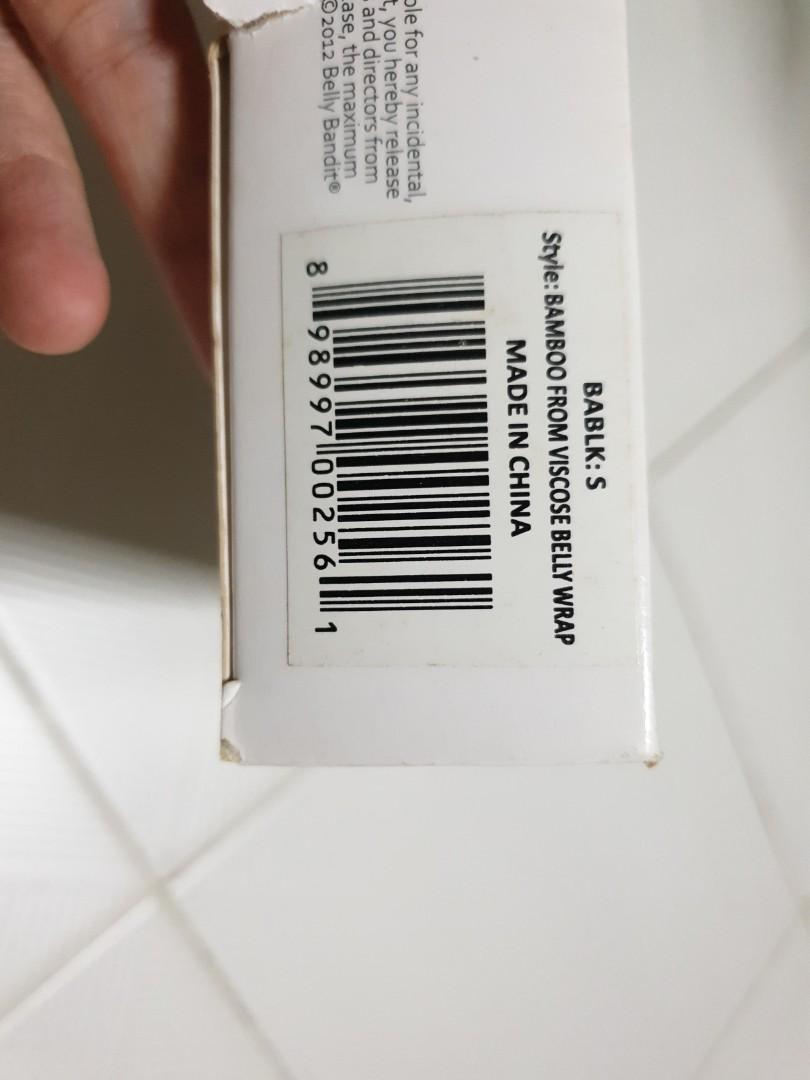 ble for any incidental,
t, you hereby release
, and directors from
ase, the maximum
©2012 Belly Bandit®
BABLK: S
Style: BAMBOO FROM VISCOSE BELLY WRAP
MADE IN CHINA
8 98997 00256 1